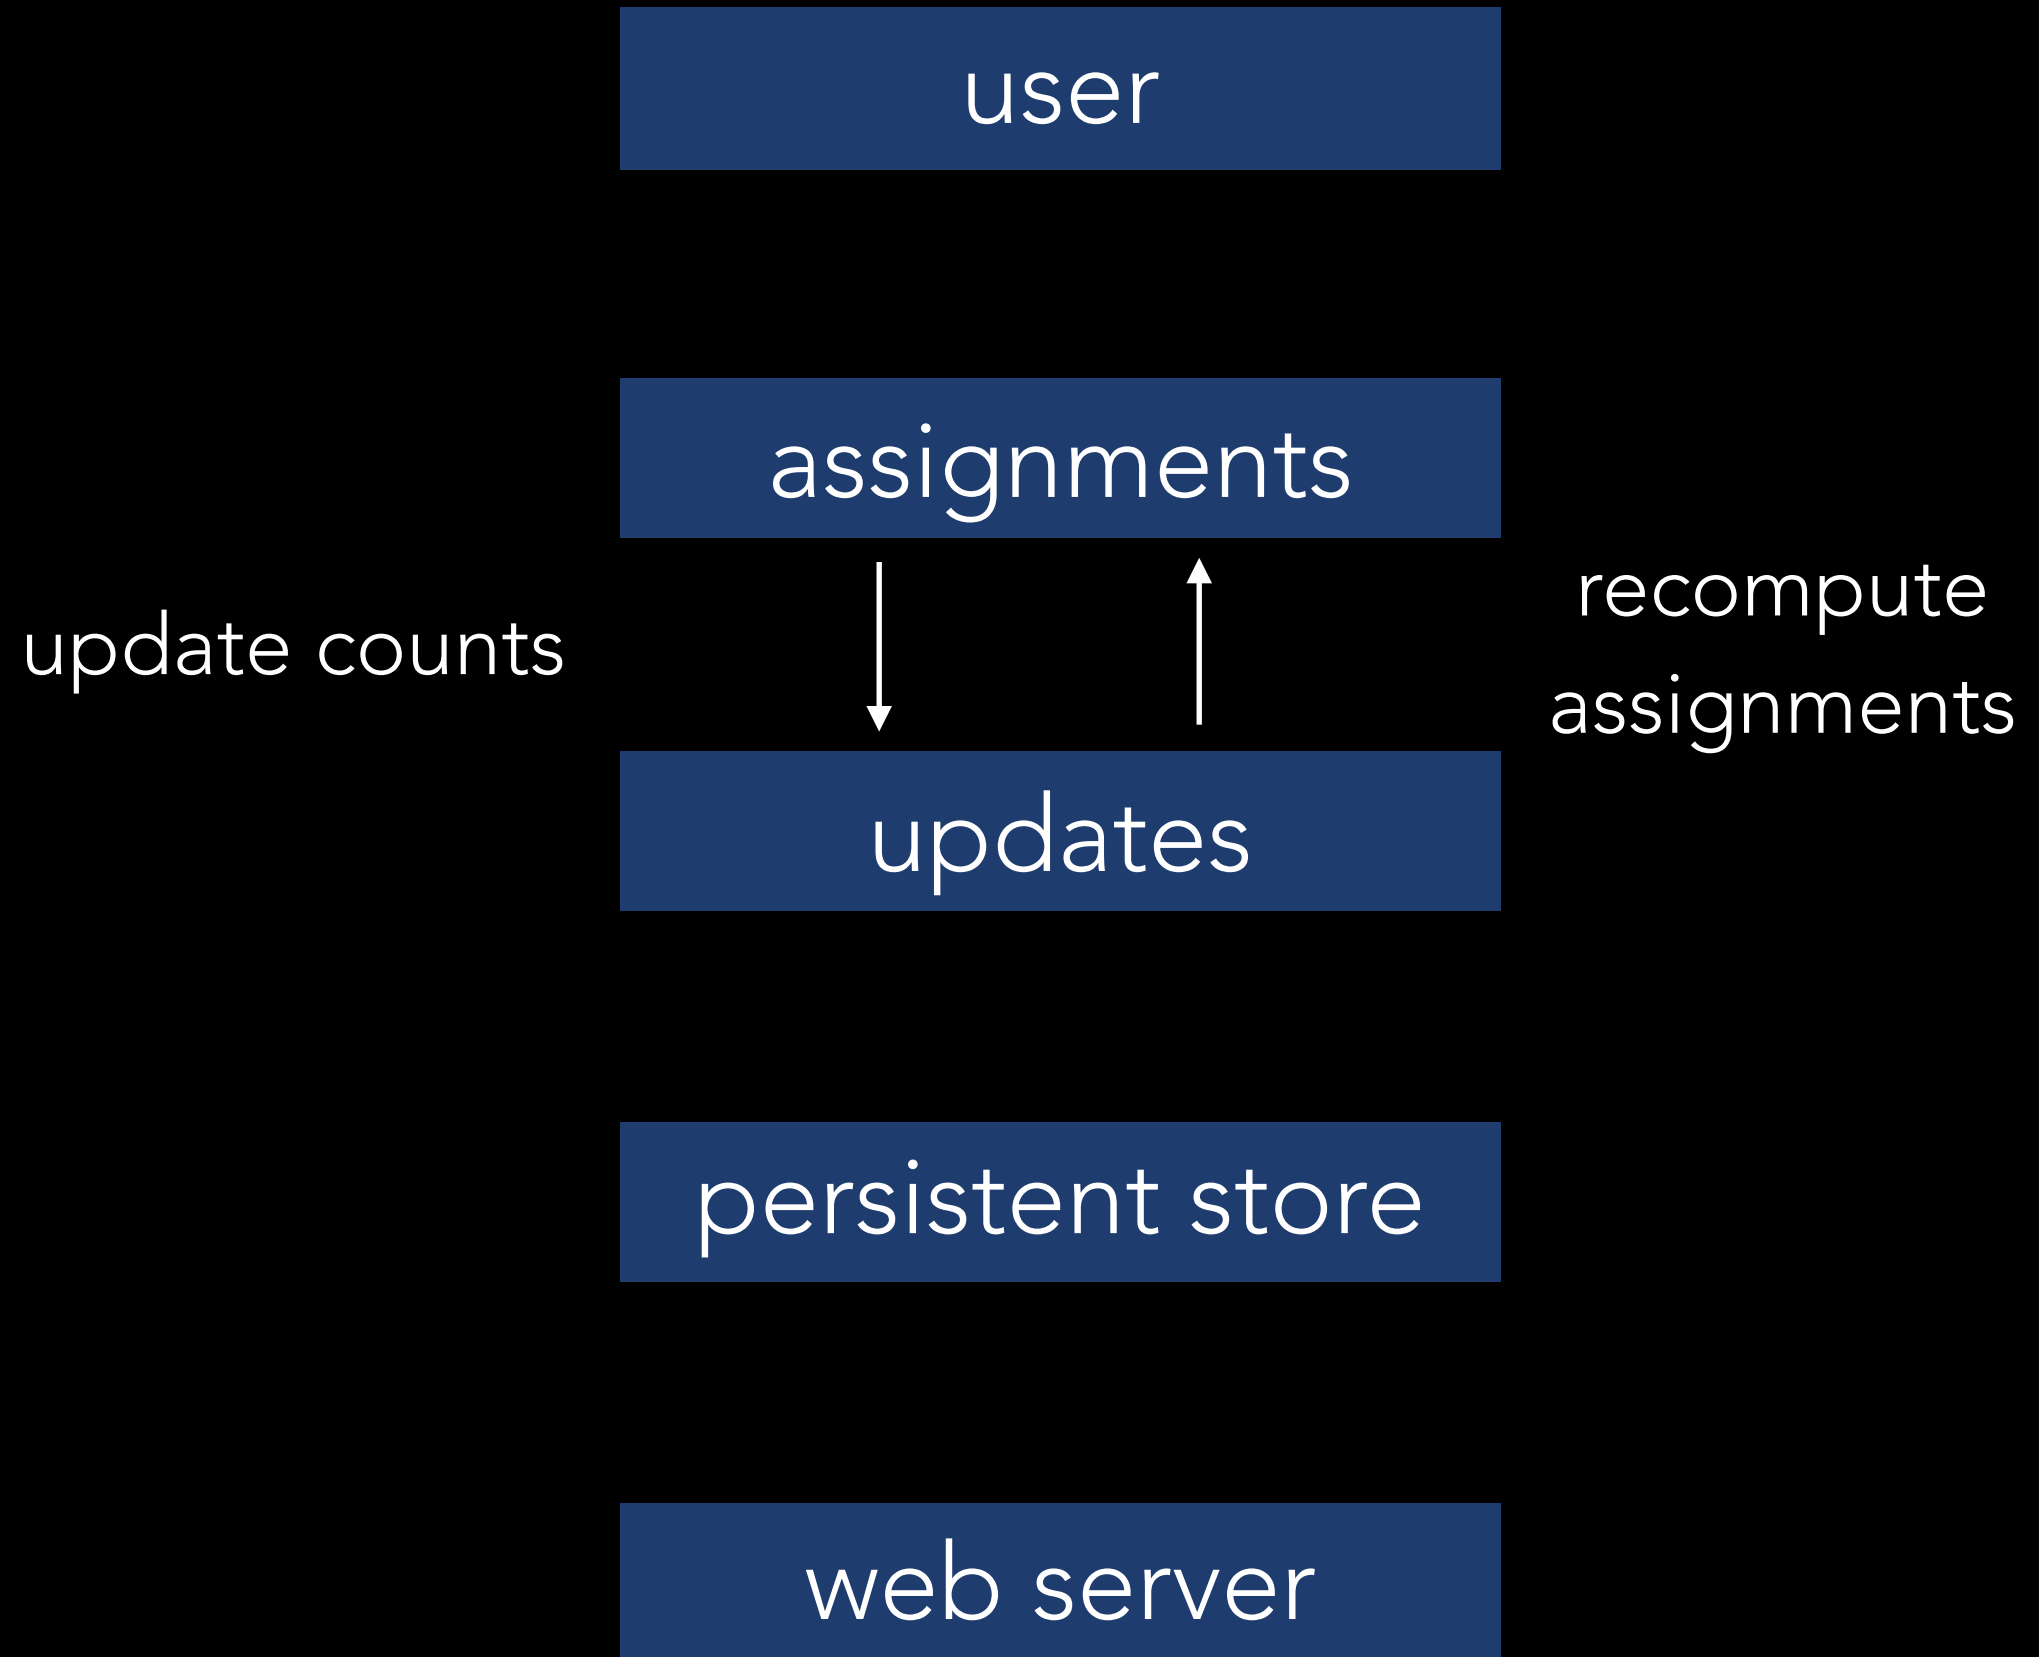 user
assignments
update counts
recompute
assignments
updates
persistent store
web server